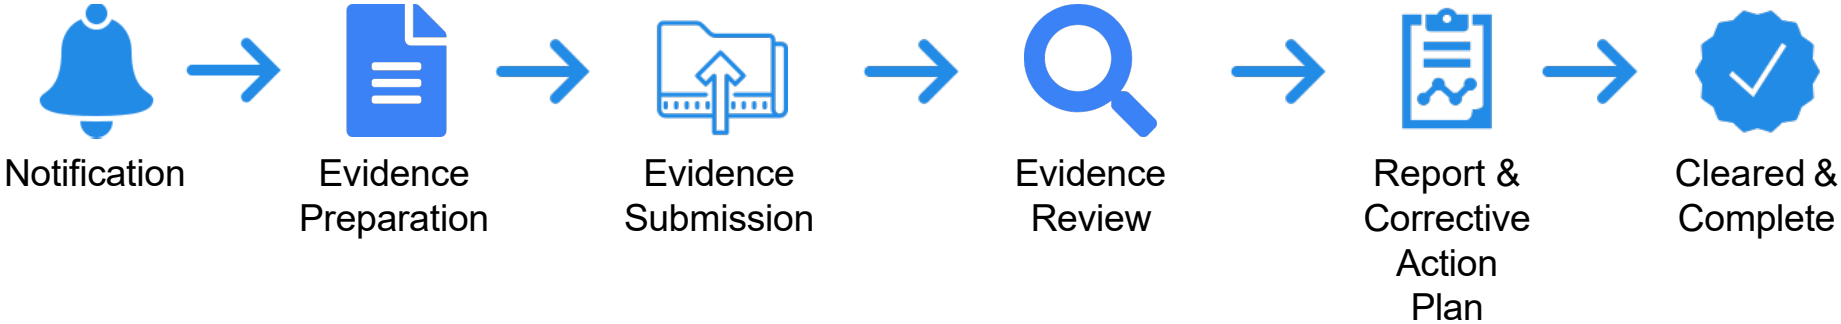 Notification
Evidence
Preparation
Evidence
Submission
Evidence
Review
Report &
Corrective
Action
Plan
Cleared &
Complete